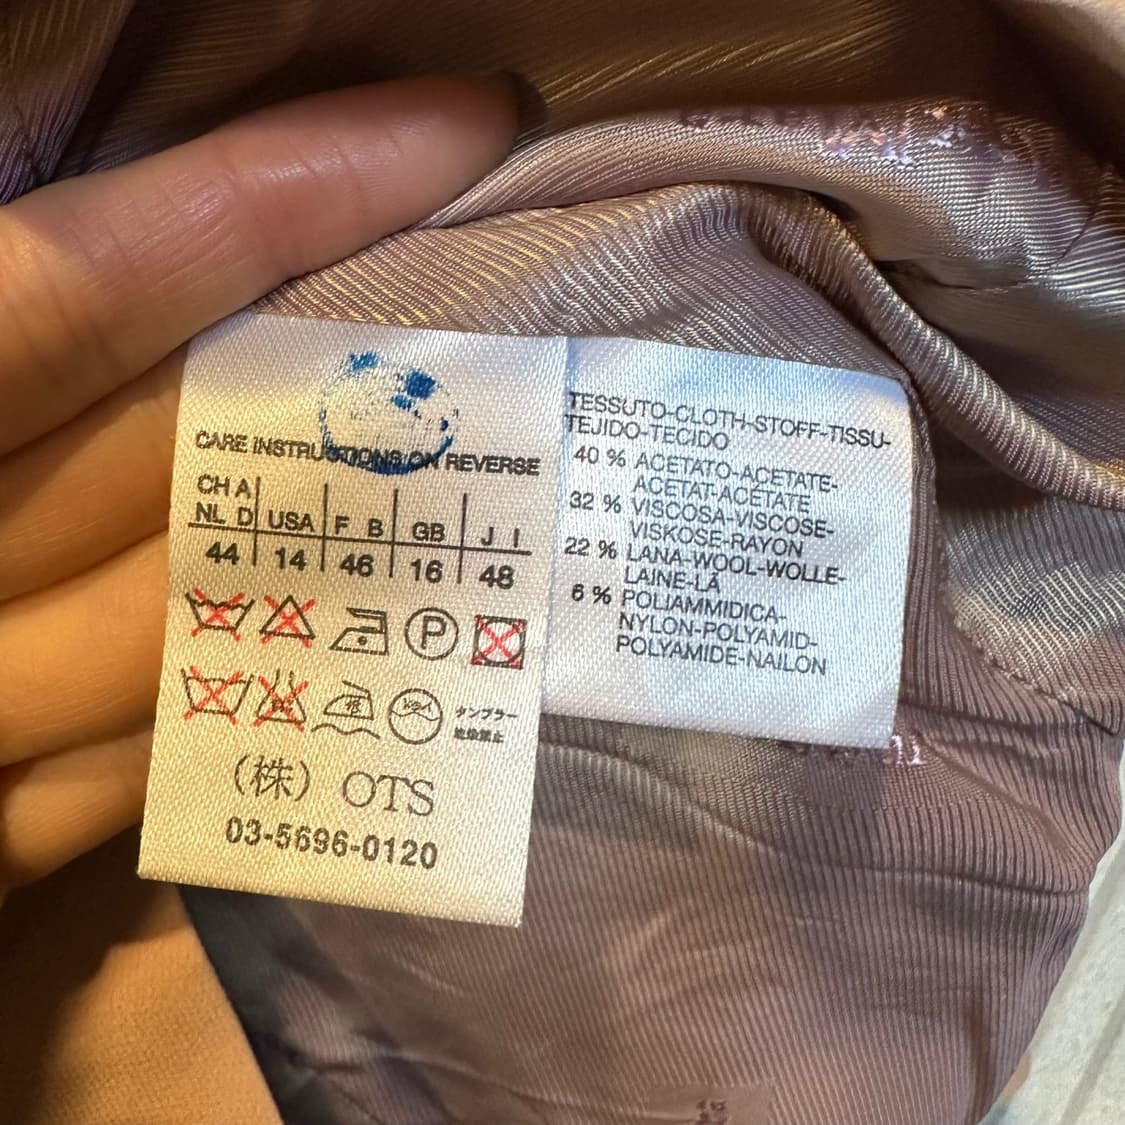 CARE INSTRUCTIONS ON REVERSE
CH A
NL D USA F B GB J I
44 14 46 16 48
P
タンブラー
乾燥禁止
(株) OTS
03-5696-0120
TESSUTO-CLOTH-STOFF-TISSU-
TEJIDO-TECIDO
40 % ACETATO-ACETATE-
ACETAT-ACÉTATE
32 % VISCOSA-VISCOSE-
VISKOSE-RAYON
22 % LANA-WOOL-WOLLE-
LAINE-LÃ
6 % POLIAMMIDICA-
NYLON-POLYAMID-
POLYAMIDE-NAILON